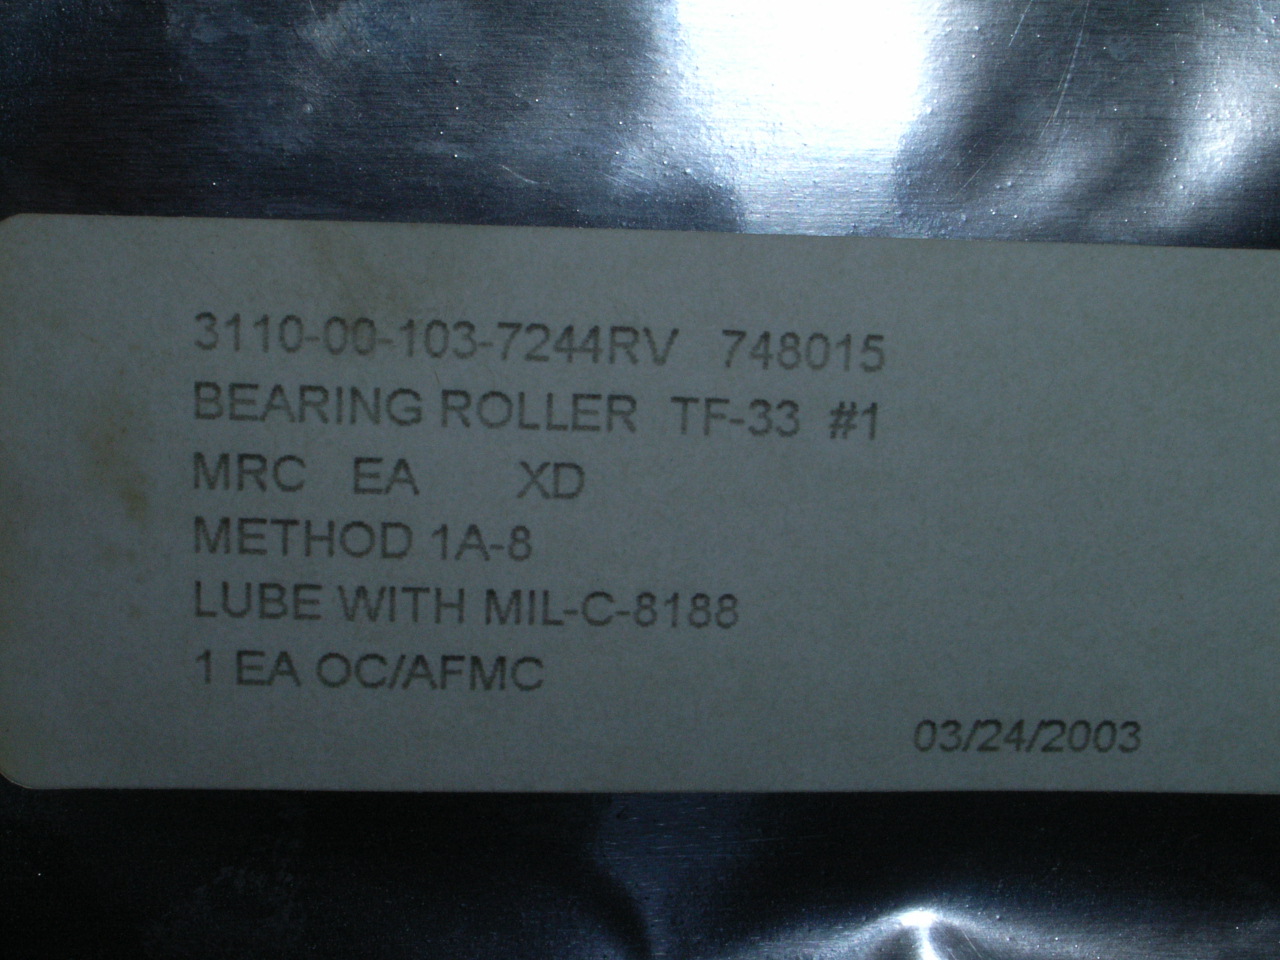 3110-00-103-7244RV 748015
BEARING ROLLER TF-33 #1
MRC EA XD
METHOD 1A-8
LUBE WITH MIL-C-8188
1 EA OC/AFMC
03/24/2003